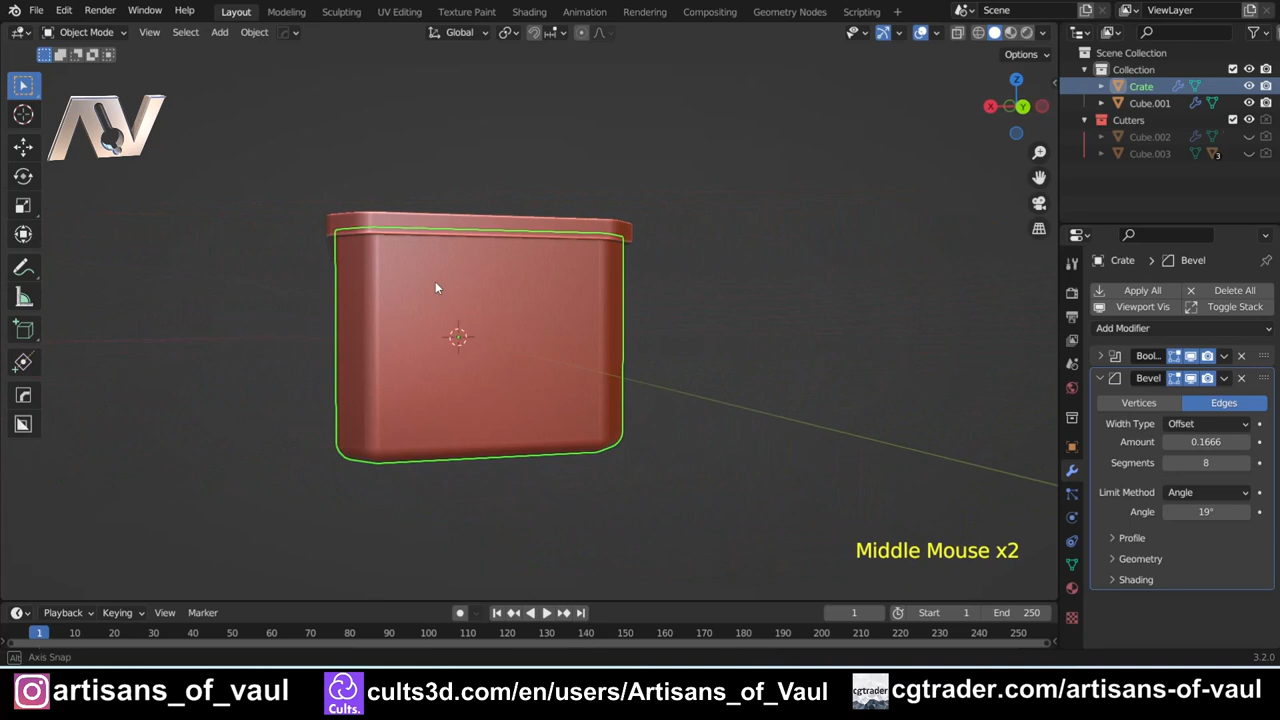 File Edit Render Window Help Layout Modeling Sculpting UV Editing Texture Paint Shading Animation Rendering Compositing Geometry Nodes Scripting + Scene ViewLayer
Object Mode View Select Add Object Global
Options
Scene Collection
Collection
Crate
Cube.001
Cutters
Cube.002
Cube.003
3
AV
X Y Z
Crate > Bevel
Apply All Delete All
Viewport Vis Toggle Stack
Add Modifier
Bool...
Bevel
Vertices Edges
Width Type Offset
Amount 0.1666
Segments 8
Limit Method Angle
Angle 19°
Profile
Geometry
Shading
Middle Mouse x2
Playback Keying View Marker 1 Start 1 End 250
1 10 20 30 40 50 60 70 80 90 100 110 120 130 140 150 160 170 180 190 200 210 220 230 240 250
Alt Axis Snap 3.2.0
artisans_of_vaul Cults. cults3d.com/en/users/Artisans_of_Vaul cgtrader cgtrader.com/artisans-of-vaul